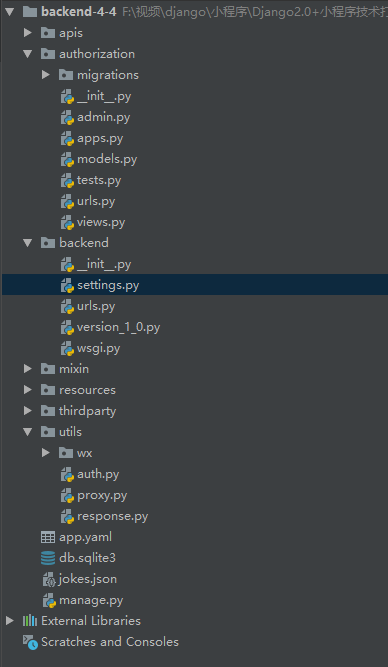 backend-4-4 F:\视频\django\小程序\Django2.0+小程序技术打
apis
authorization
migrations
__init__.py
admin.py
apps.py
models.py
tests.py
urls.py
views.py
backend
__init__.py
settings.py
urls.py
version_1_0.py
wsgi.py
mixin
resources
thirdparty
utils
wx
auth.py
proxy.py
response.py
app.yaml
db.sqlite3
jokes.json
manage.py
External Libraries
Scratches and Consoles